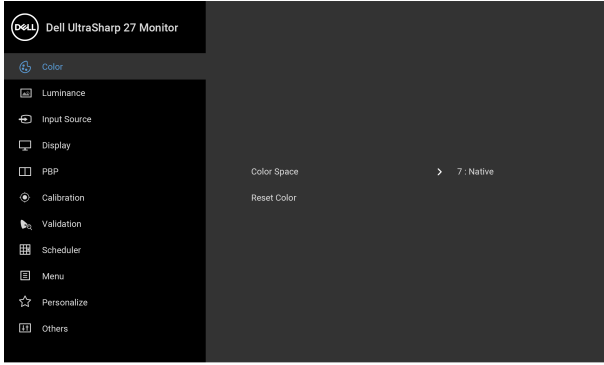 DELL Dell UltraSharp 27 Monitor
Color
Luminance
Input Source
Display
PBP
Color Space 7 : Native
Calibration
Reset Color
Validation
Scheduler
Menu
Personalize
Others